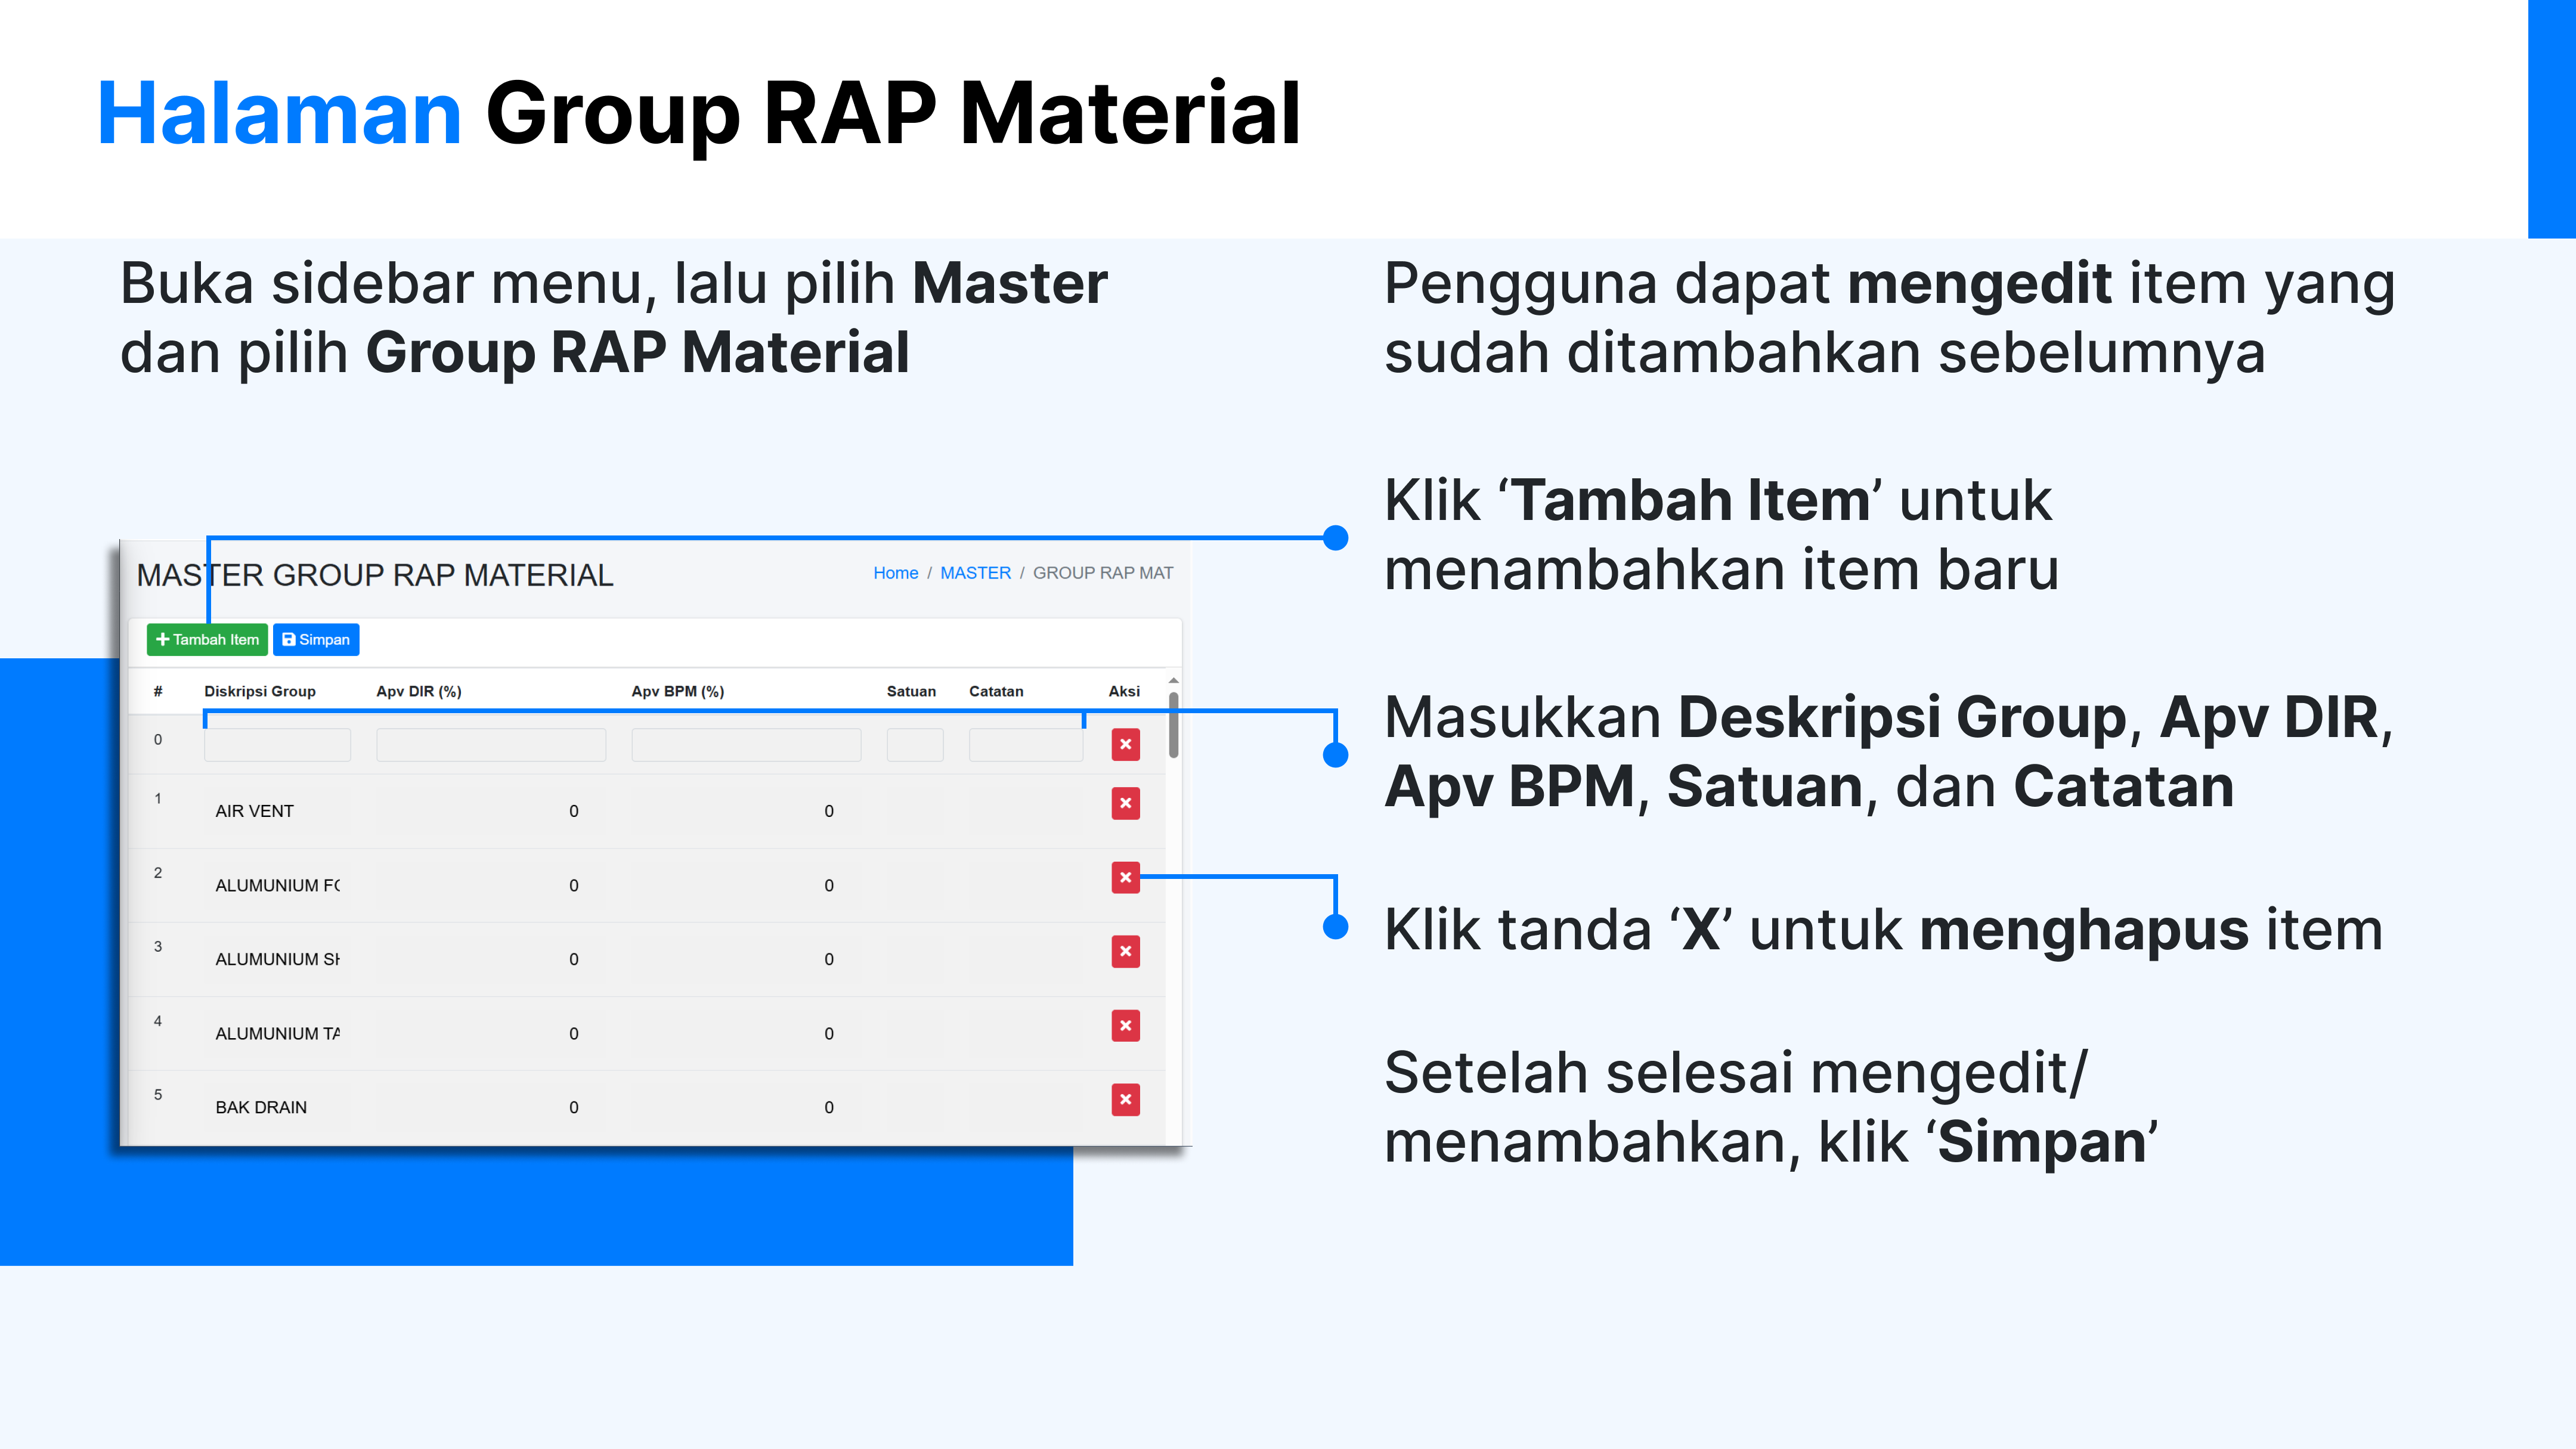 Halaman Group RAP Material
Buka sidebar menu, lalu pilih Master
dan pilih Group RAP Material
MASTER GROUP RAP MATERIAL
Home / MASTER / GROUP RAP MAT
Tambah Item Simpan
# Diskripsi Group Apv DIR (%) Apv BPM (%) Satuan Catatan Aksi
0
1 AIR VENT 0 0
2 ALUMUNIUM 0 0
3 ALUMUNIUM 0 0
4 ALUMUNIUM 0 0
5 BAK DRAIN 0 0
Pengguna dapat mengedit item yang
sudah ditambahkan sebelumnya
Klik ‘Tambah Item’ untuk
menambahkan item baru
Masukkan Deskripsi Group, Apv DIR,
Apv BPM, Satuan, dan Catatan
Klik tanda ‘X’ untuk menghapus item
Setelah selesai mengedit/
menambahkan, klik ‘Simpan’